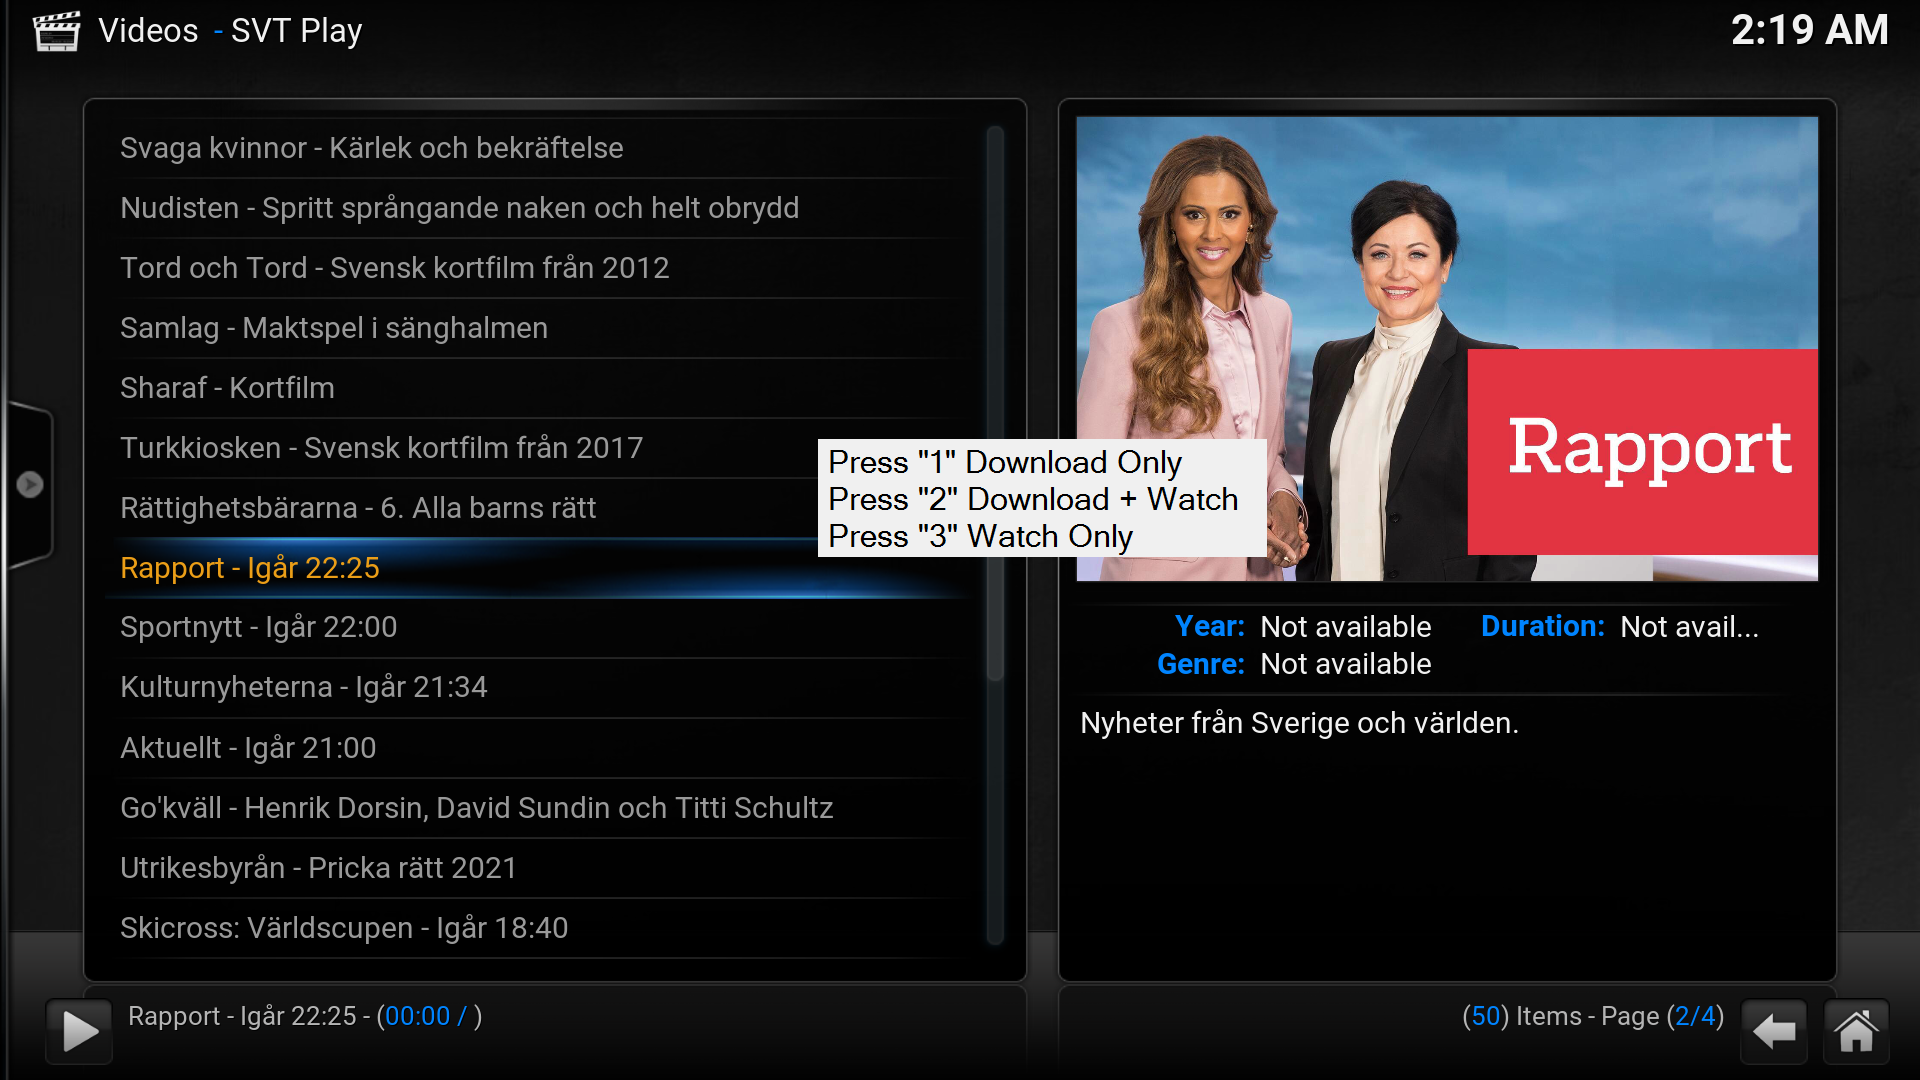 Videos - SVT Play
2:19 AM
Svaga kvinnor - Kärlek och bekräftelse
Nudisten - Spritt språngande naken och helt obrydd
Tord och Tord - Svensk kortfilm från 2012
Samlag - Maktspel i sänghalmen
Sharaf - Kortfilm
Turkkiosken - Svensk kortfilm från 2017
Rättighetsbärarna - 6. Alla barns rätt
Rapport - Igår 22:25
Sportnytt - Igår 22:00
Kulturnyheterna - Igår 21:34
Aktuellt - Igår 21:00
Go'kväll - Henrik Dorsin, David Sundin och Titti Schultz
Utrikesbyrån - Pricka rätt 2021
Skicross: Världscupen - Igår 18:40
Press "1" Download Only
Press "2" Download + Watch
Press "3" Watch Only
Rapport
Year: Not available Duration: Not avail...
Genre: Not available
Nyheter från Sverige och världen.
Rapport - Igår 22:25 - (00:00 / )
(50) Items - Page (2/4)